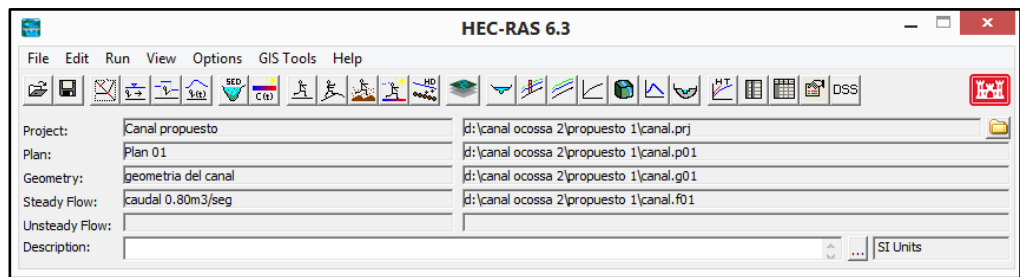 HEC-RAS 6.3
File Edit Run View Options GIS Tools Help
SED C(t) HD H.T. DSS
Project: Canal propuesto d:\canal ocossa 2\propuesto 1\canal.prj
Plan: Plan 01 d:\canal ocossa 2\propuesto 1\canal.p01
Geometry: geometria del canal d:\canal ocossa 2\propuesto 1\canal.g01
Steady Flow: caudal 0.80m3/seg d:\canal ocossa 2\propuesto 1\canal.f01
Unsteady Flow:
Description: ... SI Units